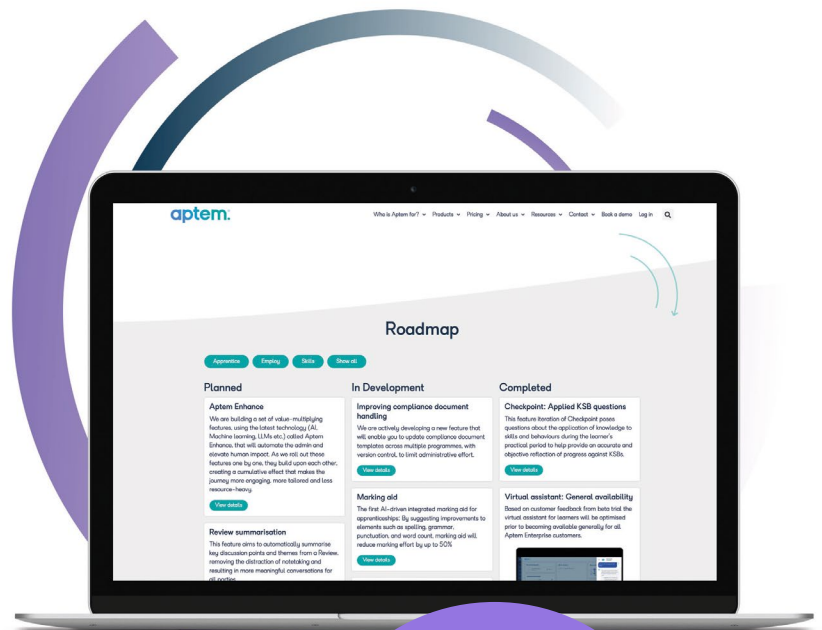 aptem
Who is Aptem for? Products Pricing About us Resources Contact Book a demo Log in
Roadmap
Apprentice Employ Skills Show all
Planned
Aptem Enhance
We are building a set of value-multiplying
features, using the latest technology (AI,
Machine learning, LLMs etc.) called Aptem
Enhance, that will automate the admin and
elevate human impact. As we roll out these
features one by one, they build upon each other,
creating a cumulative effect that makes the
journey more engaging, more tailored and less
resource-heavy.
View details
Review summarisation
This feature aims to automatically summarise
key discussion points and themes from a Review,
removing the distraction of notetaking and
resulting in more meaningful conversations for
all parties
In Development
Improving compliance document
handling
We are actively developing a new feature that
will enable you to update compliance document
templates across multiple programmes, with
version control, to limit administrative effort.
View details
Marking aid
The first AI-driven integrated marking aid for
apprenticeships: By suggesting improvements to
elements such as spelling, grammar,
punctuation, and word count, marking aid will
reduce marking effort by up to 50%
View details
Completed
Checkpoint: Applied KSB questions
This feature iteration of Checkpoint poses
questions about the application of knowledge to
skills and behaviours during the learner's
practical period to help provide an accurate and
objective reflection of progress against KSBs.
View details
Virtual assistant: General availability
Based on customer feedback from beta trial the
virtual assistant for learners will be optimised
prior to becoming available generally for all
Aptem Enterprise customers.